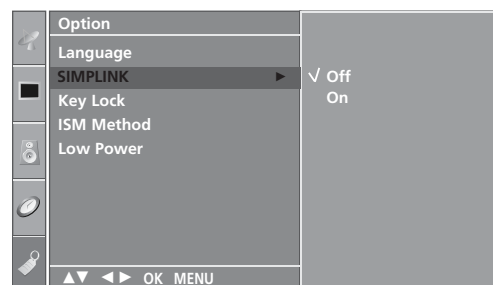 Option
Language
SIMPLINK ►
Key Lock
ISM Method
Low Power
√ Off
On
▲▼ ◄► OK MENU